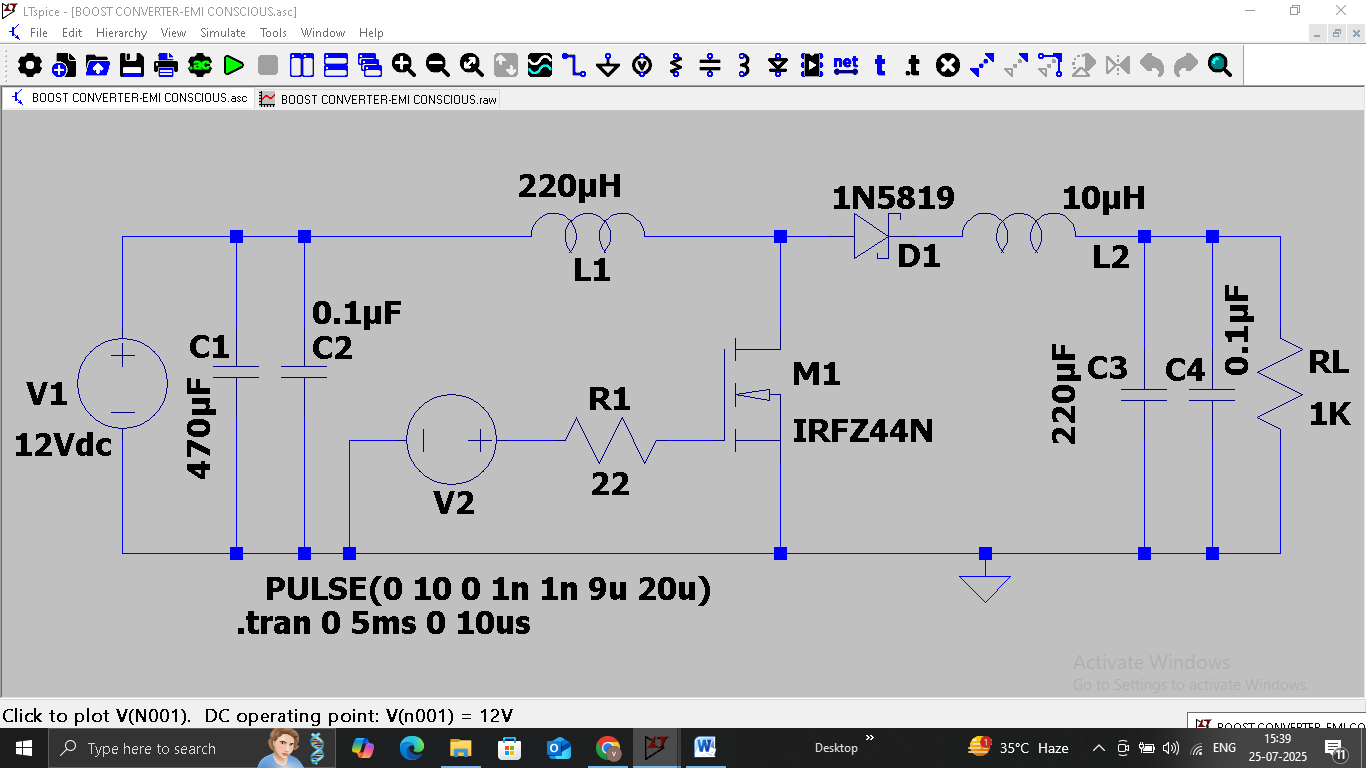 LTspice - [BOOST CONVERTER-EMI CONSCIOUS.asc]
File Edit Hierarchy View Simulate Tools Window Help
.ac net t .t
BOOST CONVERTER-EMI CONSCIOUS.asc
BOOST CONVERTER-EMI CONSCIOUS.raw
220µH
L1
1N5819
D1
10µH
L2
V1
12Vdc
C1
470µF
0.1µF
C2
V2
R1
22
M1
IRFZ44N
C3
220µF
C4
0.1µF
RL
1K
PULSE(0 10 0 1n 1n 9u 20u)
.tran 0 5ms 0 10us
Activate Windows
Go to Settings to activate Windows.
Click to plot V(N001). DC operating point: V(n001) = 12V
BOOST CONVERTER-EMI CO
Type here to search
Desktop
35°C Haze
ENG
15:39
25-07-2025
11
1